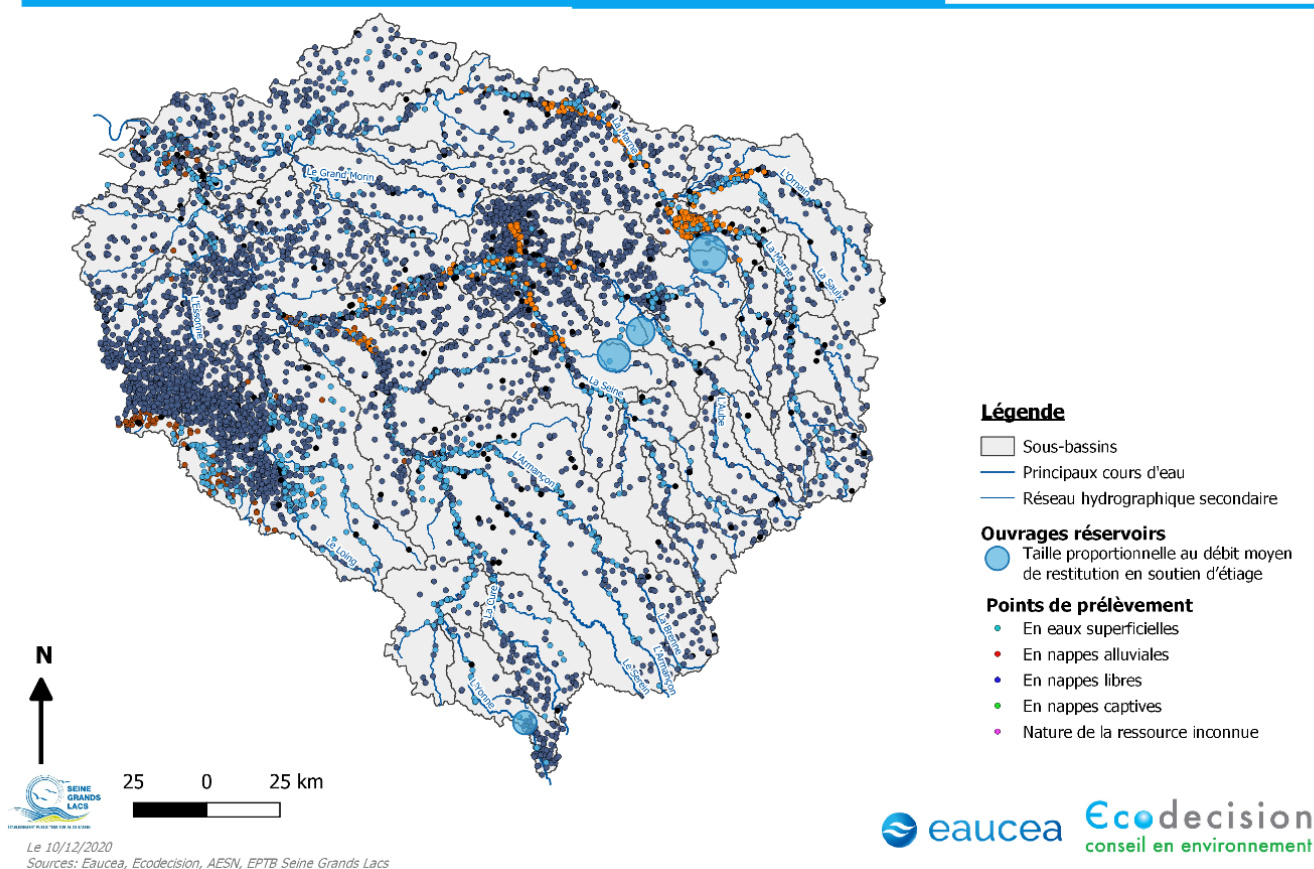 La Marne
L'Ornain
Le Grand Morin
La Marne
La Saulx
L'Essonne
La Seine
L'Aube
L'Armançon
Le Loing
La Cure
La Brenne
L'Armançon
Le Serein
L'Yonne
Légende
Sous-bassins
Principaux cours d'eau
Réseau hydrographique secondaire
Ouvrages réservoirs
Taille proportionnelle au débit moyen
de restitution en soutien d'étiage
Points de prélèvement
En eaux superficielles
En nappes alluviales
En nappes libres
En nappes captives
Nature de la ressource inconnue
N
25 0 25 km
SEINE
GRANDS
LACS
eaucea
Ecodecision
conseil en environnement
Le 10/12/2020
Sources: Eaucea, Ecodecision, AESN, EPTB Seine Grands Lacs